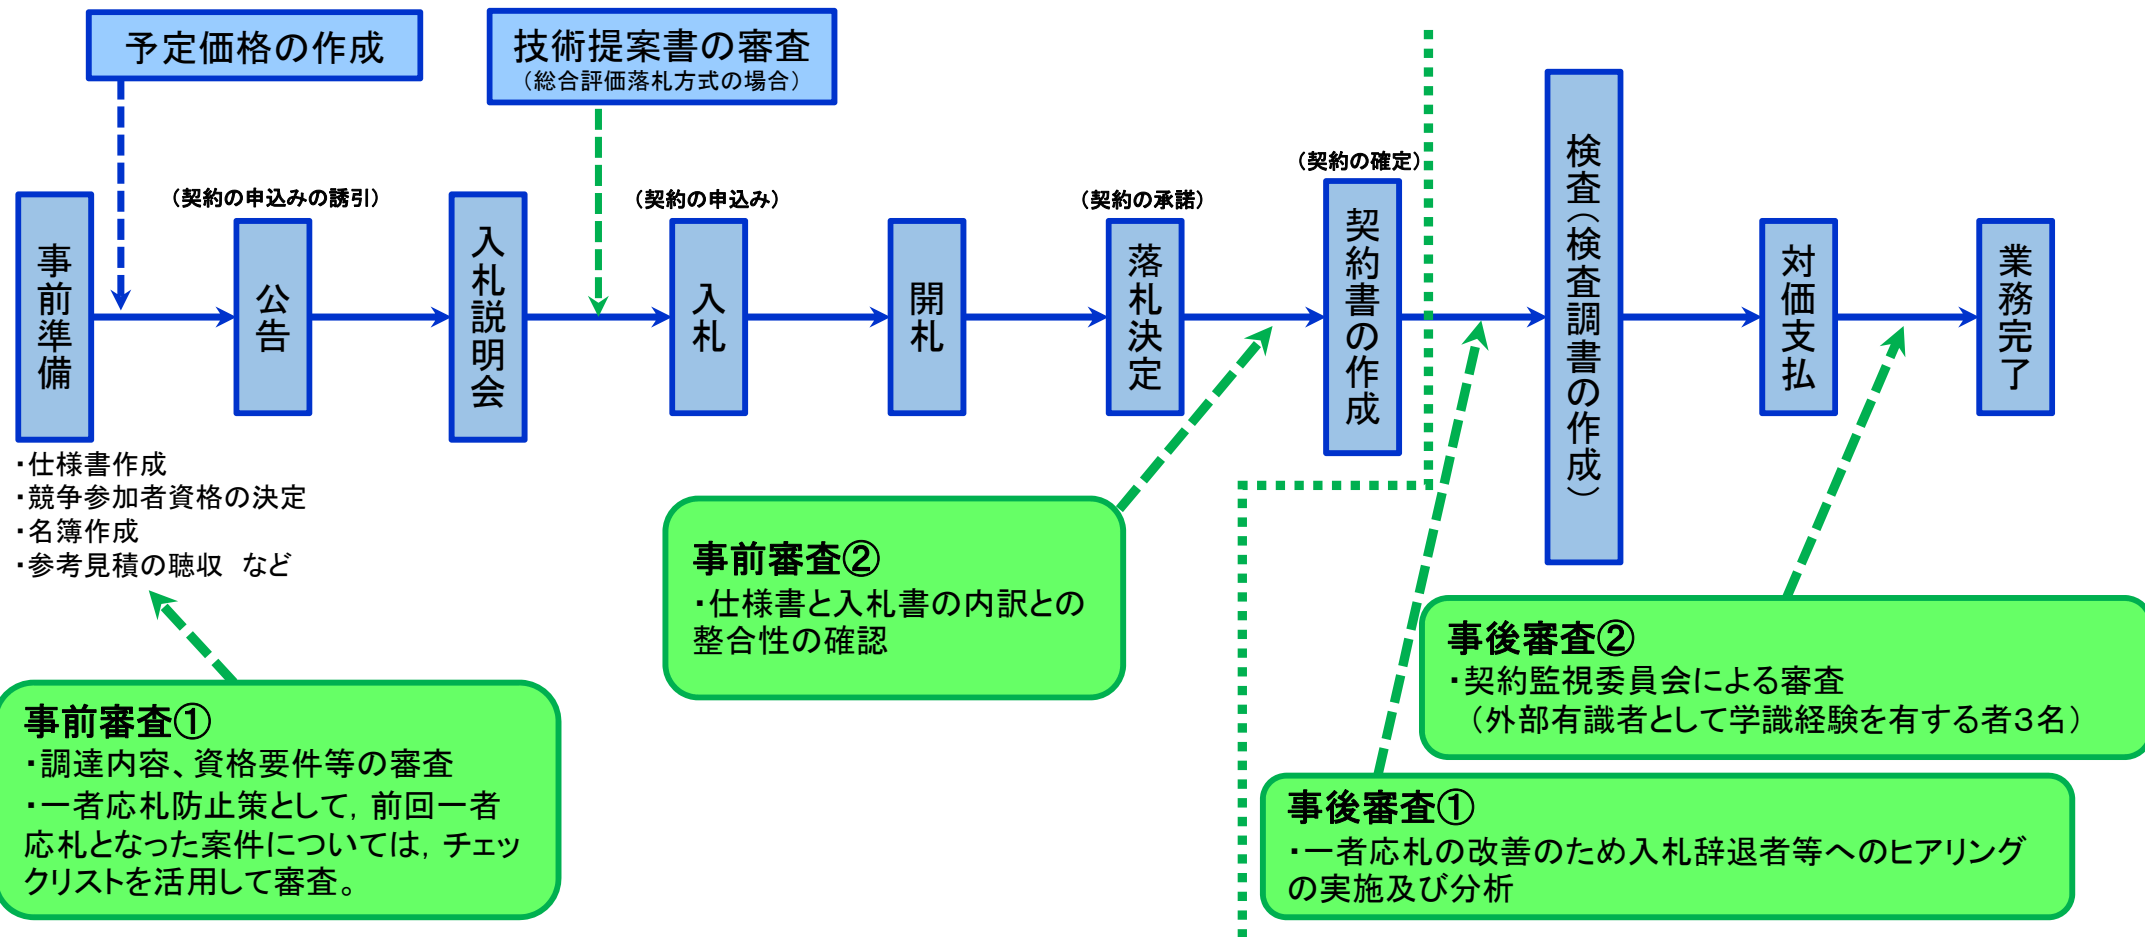 予定価格の作成
技術提案書の審査
（総合評価落札方式の場合）
事前準備
（契約の申込みの誘引）
公告
入札説明会
（契約の申込み）
入札
開札
（契約の承諾）
落札決定
（契約の確定）
契約書の作成
検査（検査調書の作成）
対価支払
業務完了
・仕様書作成
・競争参加者資格の決定
・名簿作成
・参考見積の聴収　など
事前審査①
・調達内容、資格要件等の審査
・一者応札防止策として，前回一者
応札となった案件については，チェッ
クリストを活用して審査。
事前審査②
・仕様書と入札書の内訳との
整合性の確認
事後審査②
・契約監視委員会による審査
（外部有識者として学識経験を有する者３名）
事後審査①
・一者応札の改善のため入札辞退者等へのヒアリング
の実施及び分析